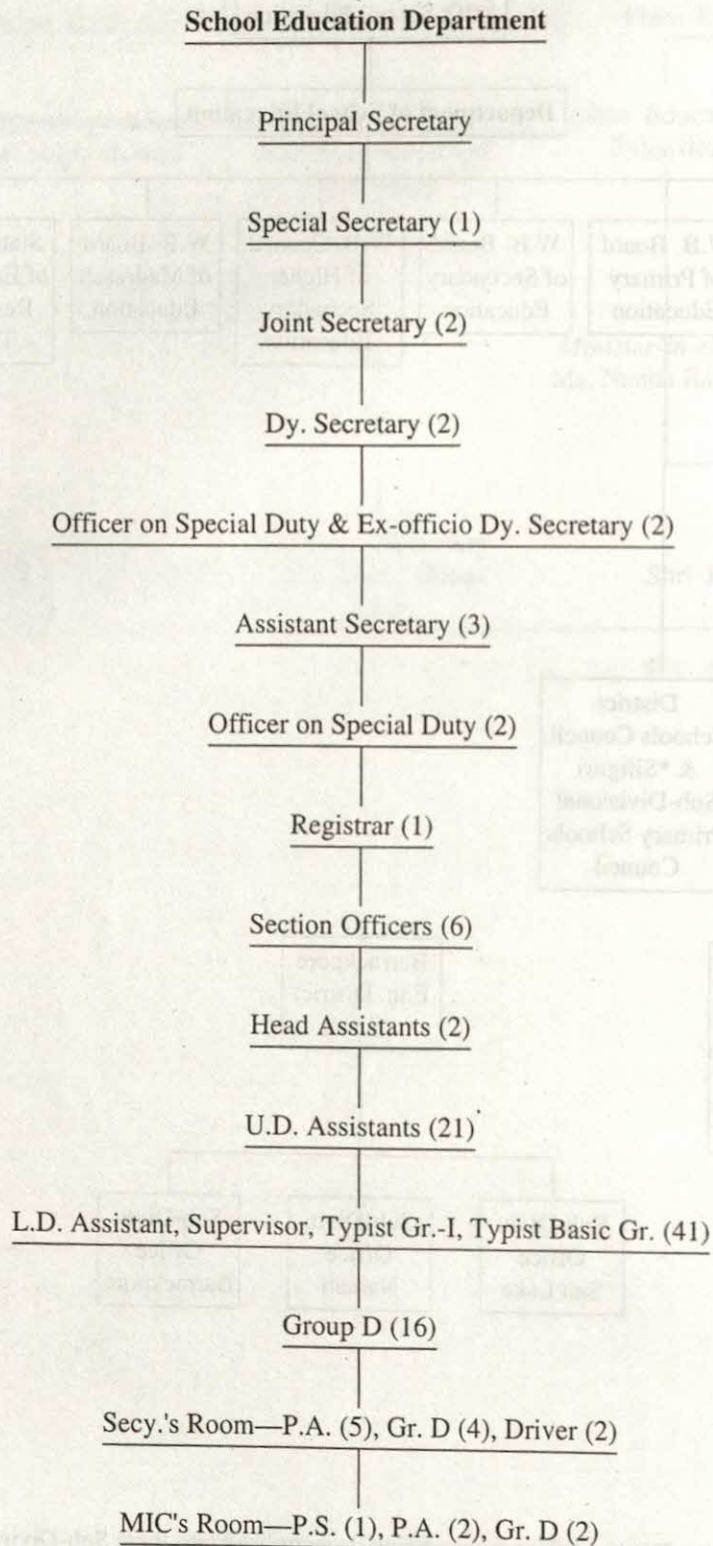 School Education Department
Principal Secretary
Special Secretary (1)
Joint Secretary (2)
Dy. Secretary (2)
Officer on Special Duty & Ex-officio Dy. Secretary (2)
Assistant Secretary (3)
Officer on Special Duty (2)
Registrar (1)
Section Officers (6)
Head Assistants (2)
U.D. Assistants (21)
L.D. Assistant, Supervisor, Typist Gr.-I, Typist Basic Gr. (41)
Group D (16)
Secy.'s Room—P.A. (5), Gr. D (4), Driver (2)
MIC's Room—P.S. (1), P.A. (2), Gr. D (2)